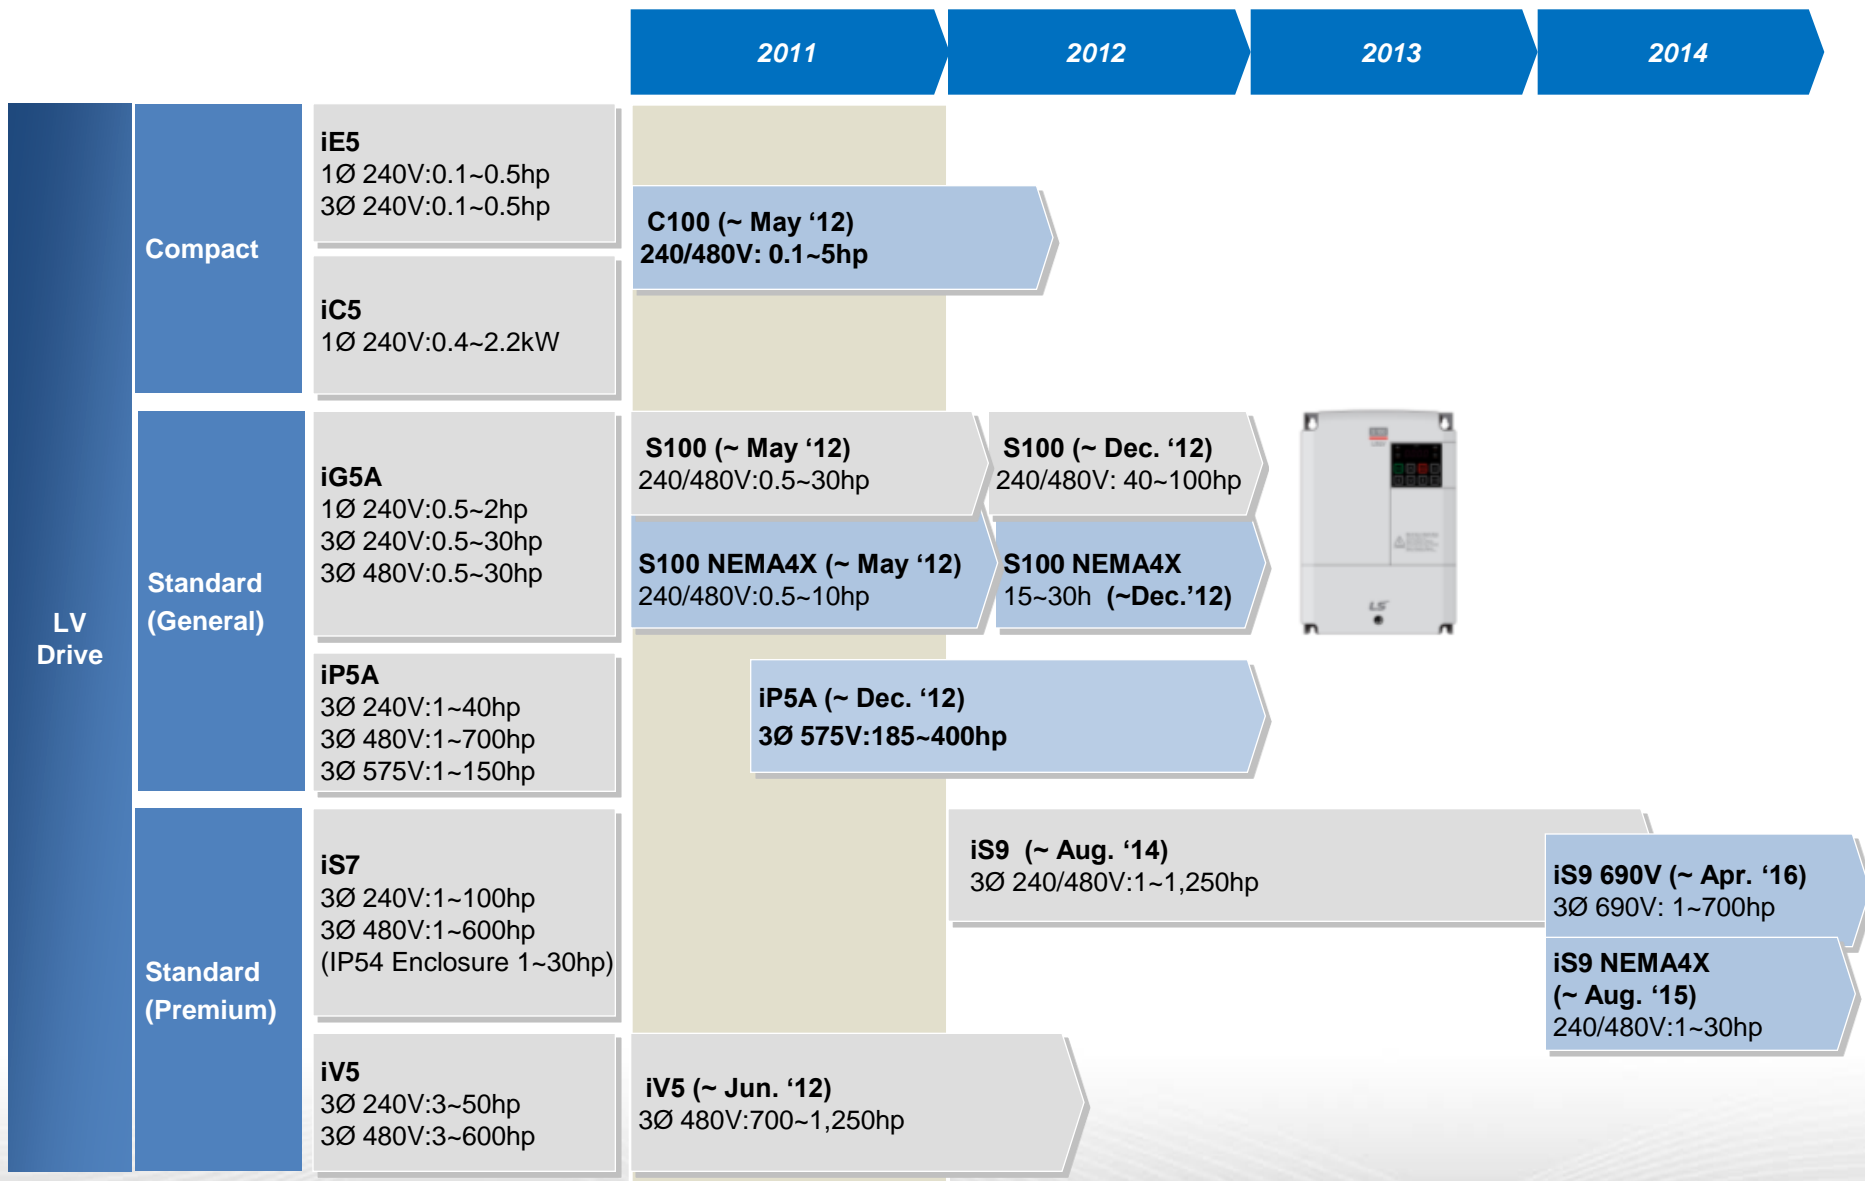 2011
2012
2013
2014
LV
Drive
Compact
iE5
1Ø 240V:0.1~0.5hp
3Ø 240V:0.1~0.5hp
iC5
1Ø 240V:0.4~2.2kW
C100 (~ May ‘12)
240/480V: 0.1~5hp
Standard
(General)
iG5A
1Ø 240V:0.5~2hp
3Ø 240V:0.5~30hp
3Ø 480V:0.5~30hp
S100 (~ May ‘12)
240/480V:0.5~30hp
S100 (~ Dec. ‘12)
240/480V: 40~100hp
S100 NEMA4X (~ May ‘12)
240/480V:0.5~10hp
S100 NEMA4X
15~30h (~Dec.’12)
LS
iP5A
3Ø 240V:1~40hp
3Ø 480V:1~700hp
3Ø 575V:1~150hp
iP5A (~ Dec. ‘12)
3Ø 575V:185~400hp
Standard
(Premium)
iS7
3Ø 240V:1~100hp
3Ø 480V:1~600hp
(IP54 Enclosure 1~30hp)
iS9 (~ Aug. ‘14)
3Ø 240/480V:1~1,250hp
iS9 690V (~ Apr. ‘16)
3Ø 690V: 1~700hp
iS9 NEMA4X
(~ Aug. ‘15)
240/480V:1~30hp
iV5
3Ø 240V:3~50hp
3Ø 480V:3~600hp
iV5 (~ Jun. ‘12)
3Ø 480V:700~1,250hp